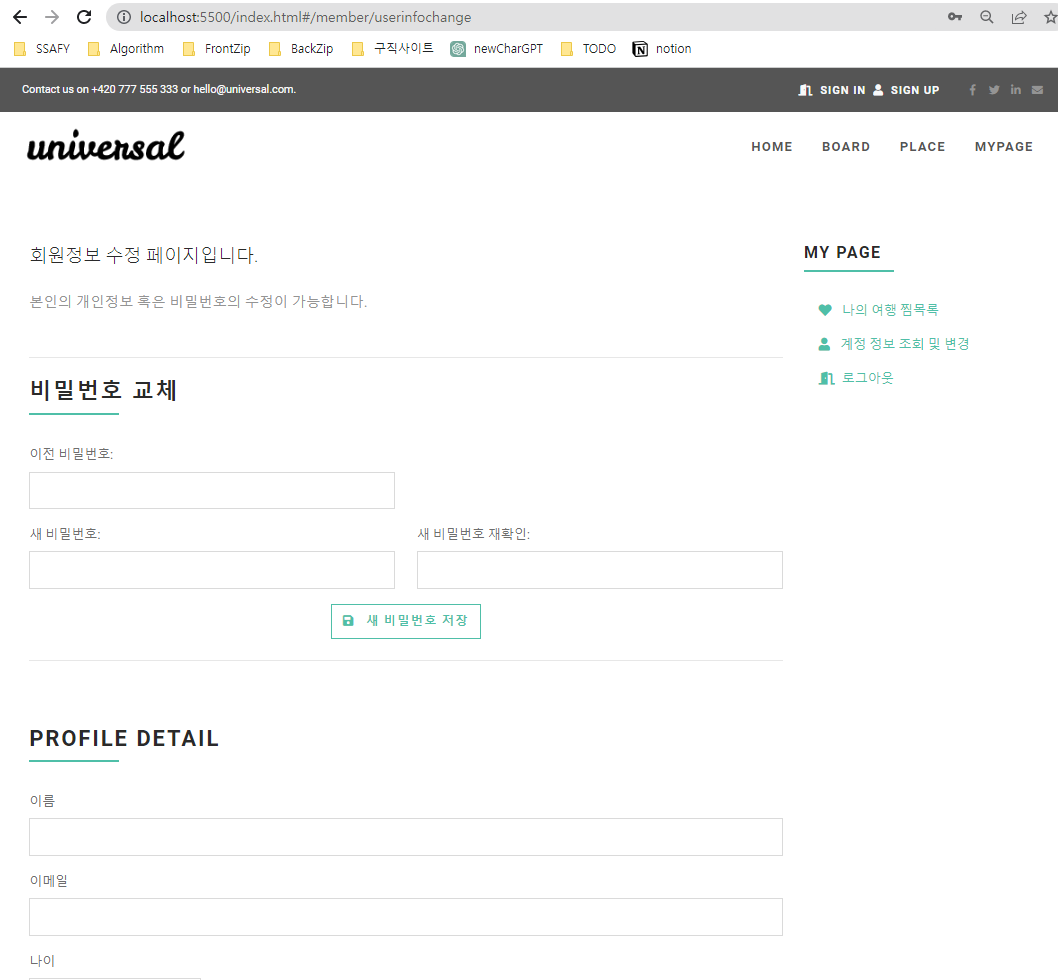 localhost:5500/index.html#/member/userinfochange
SSAFY Algorithm FrontZip BackZip 구직사이트 newCharGPT TODO notion
Contact us on +420 777 555 333 or hello@universal.com. SIGN IN SIGN UP
universal HOME BOARD PLACE MYPAGE
회원정보 수정 페이지입니다.
본인의 개인정보 혹은 비밀번호의 수정이 가능합니다.
비밀번호 교체
이전 비밀번호:
새 비밀번호: 새 비밀번호 재확인:
새 비밀번호 저장
PROFILE DETAIL
이름
이메일
나이
MY PAGE
나의 여행 찜목록
계정 정보 조회 및 변경
로그아웃